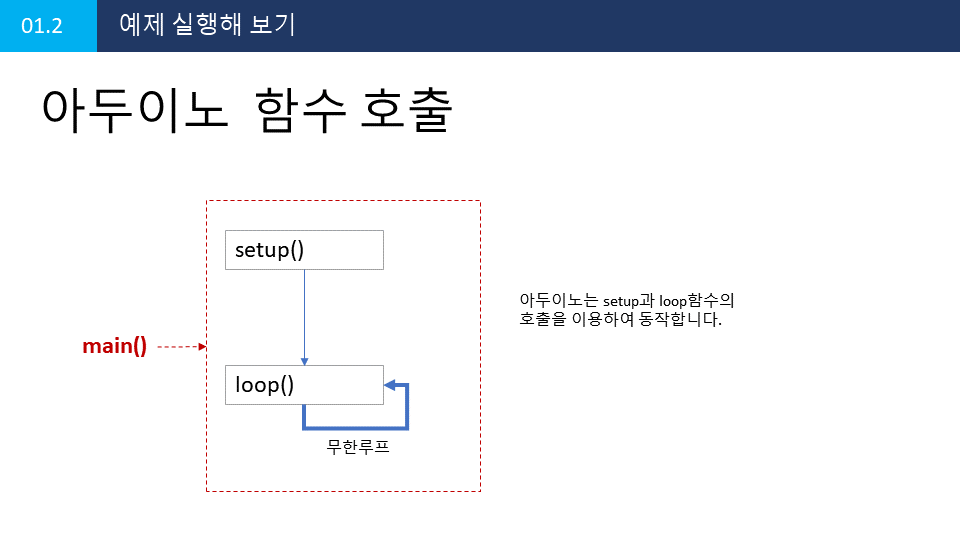 01.2
예제 실행해 보기
아두이노 함수 호출
setup()
아두이노는 setup과 loop함수의
호출을 이용하여 동작합니다.
main()
loop()
무한루프